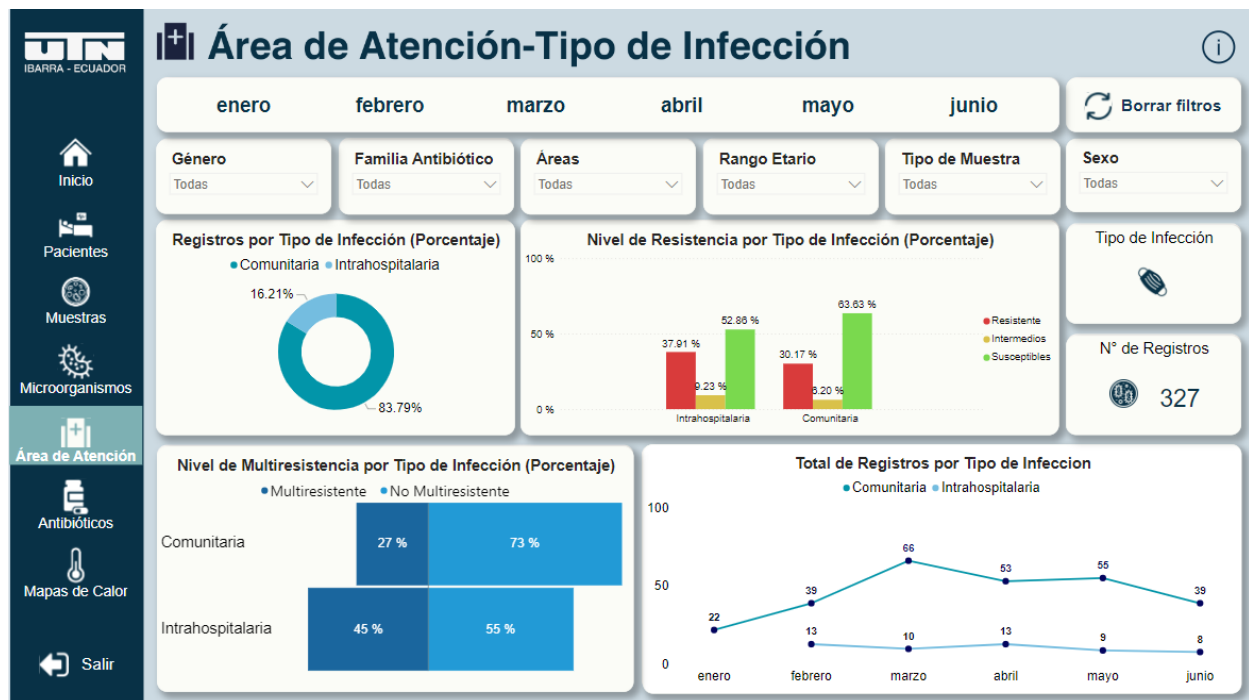 UTN
IBARRA - ECUADOR
Área de Atención-Tipo de Infección
enero febrero marzo abril mayo junio
Borrar filtros
Inicio
Pacientes
Muestras
Microorganismos
Área de Atención
Antibióticos
Mapas de Calor
Salir
Género
Todas
Familia Antibiótico
Todas
Áreas
Todas
Rango Etario
Todas
Tipo de Muestra
Todas
Sexo
Todas
Registros por Tipo de Infección (Porcentaje)
Comunitaria Intrahospitalaria
16.21%
83.79%
Nivel de Resistencia por Tipo de Infección (Porcentaje)
100 %
50 %
0 %
37.91 %
9.23 %
52.86 %
30.17 %
6.20 %
63.63 %
Intrahospitalaria
Comunitaria
Resistente
Intermedios
Susceptibles
Tipo de Infección
N° de Registros
327
Nivel de Multiresistencia por Tipo de Infección (Porcentaje)
Multiresistente No Multiresistente
Comunitaria
27 %
73 %
Intrahospitalaria
45 %
55 %
Total de Registros por Tipo de Infeccion
Comunitaria Intrahospitalaria
100
50
0
22
39
66
53
55
39
13
10
13
9
8
enero febrero marzo abril mayo junio